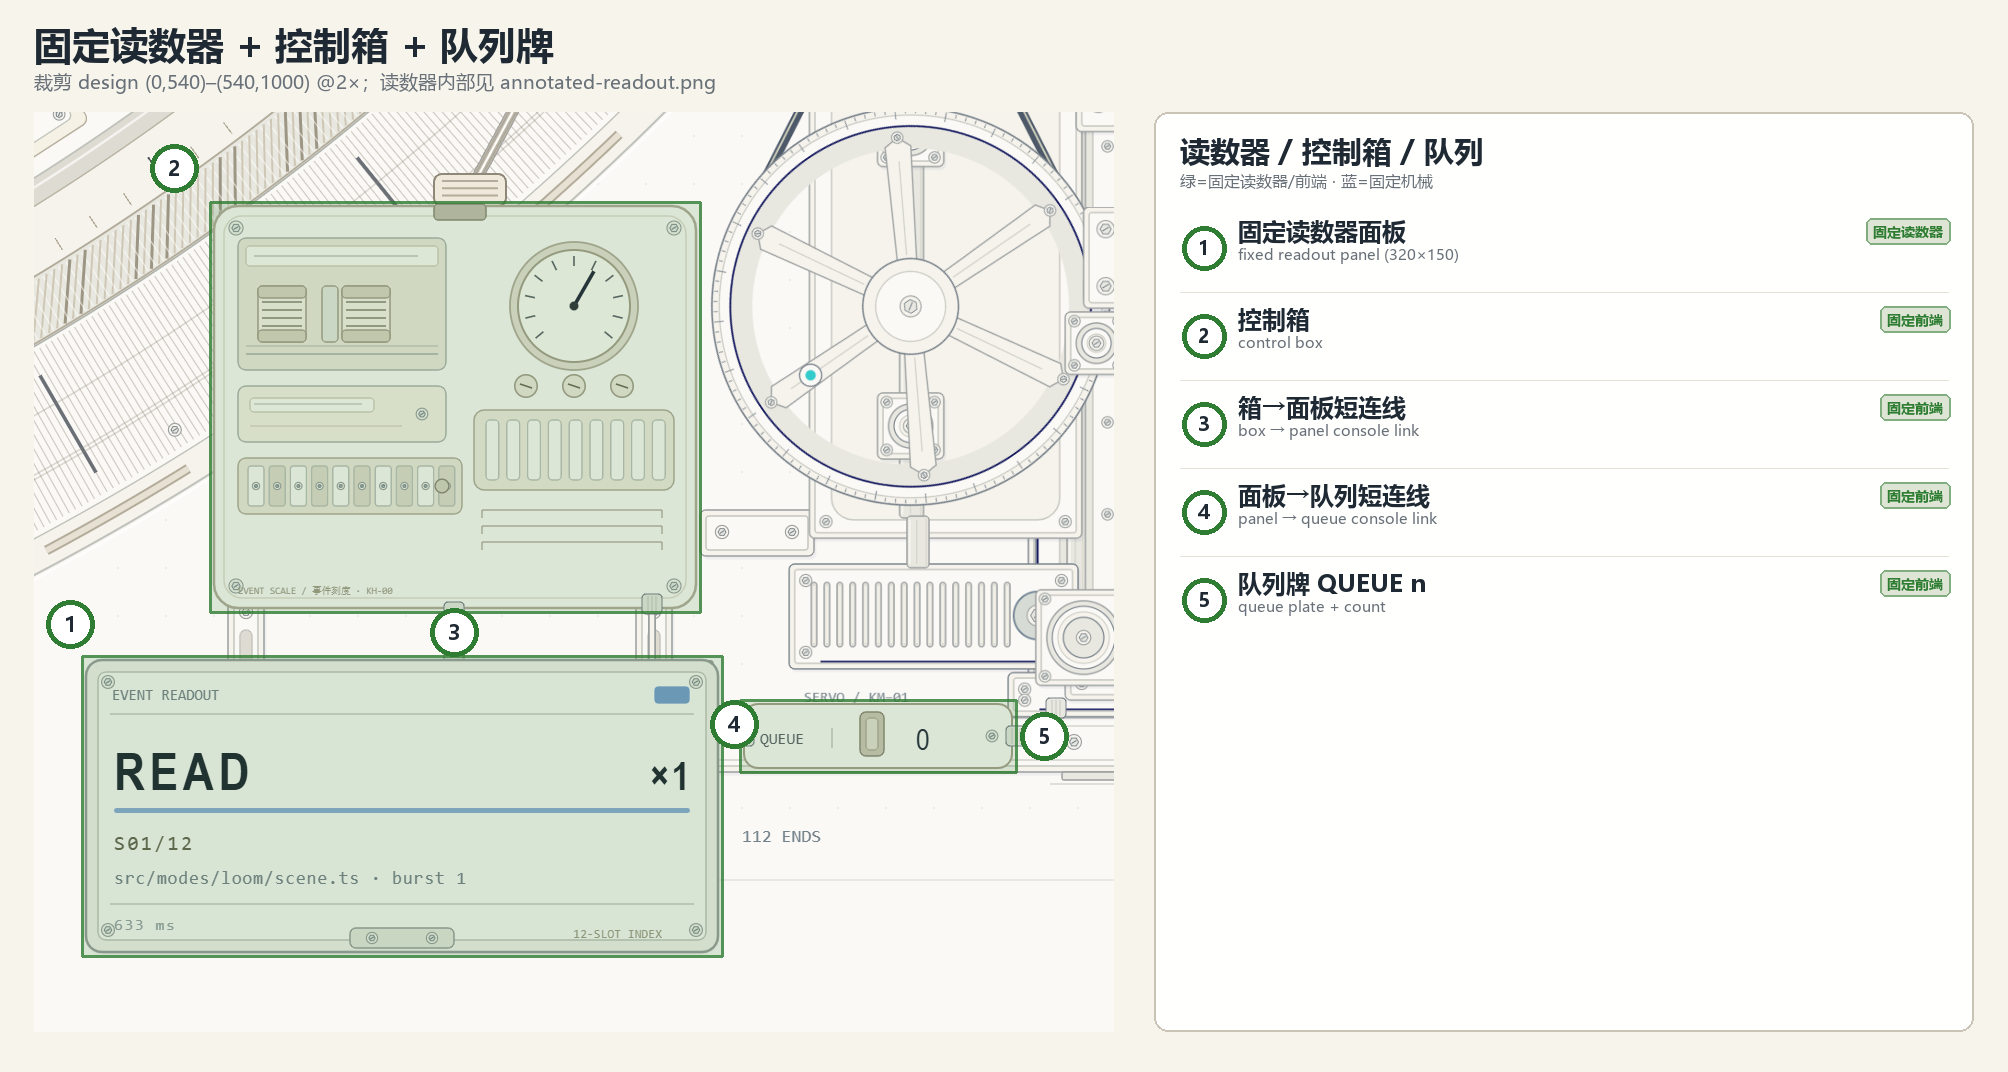 固定读数器 + 控制箱 + 队列牌
裁剪 design (0,540)–(540,1000) @2×；读数器内部见 annotated-readout.png
2
EVENT SCALE / 事件刻度 · KH-00
1
3
EVENT READOUT
READ
×1
S01/12
src/modes/loom/scene.ts · burst 1
633 ms
12-SLOT INDEX
SERVO / KM-01
4
QUEUE
0
5
112 ENDS
读数器 / 控制箱 / 队列
绿=固定读数器/前端 · 蓝=固定机械
1
固定读数器面板
固定读数器
fixed readout panel (320×150)
2
控制箱
固定前端
control box
3
箱→面板短连线
固定前端
box → panel console link
4
面板→队列短连线
固定前端
panel → queue console link
5
队列牌 QUEUE n
固定前端
queue plate + count